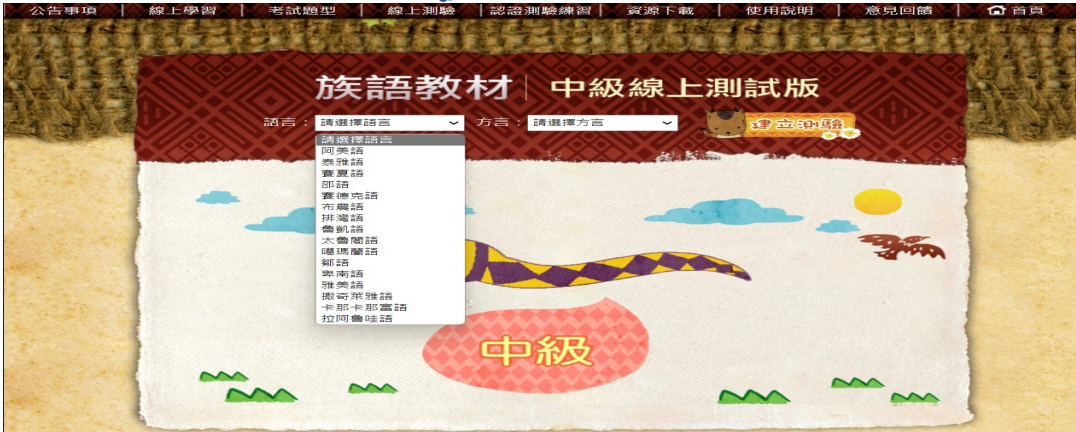 公告事項 | 線上學習 | 考試題型 | 線上測驗 | 認證測驗練習 | 資源下載 | 使用說明 | 意見回饋 | 首頁
族語教材 | 中級線上測試版
語言：請選擇語言 方言：請選擇方言 建立測驗
請選擇語言
阿美語
泰雅語
賽夏語
邵語
賽德克語
布農語
排灣語
魯凱語
太魯閣語
噶瑪蘭語
鄒語
卑南語
雅美語
撒奇萊雅語
卡那卡那富語
拉阿魯哇語
中級